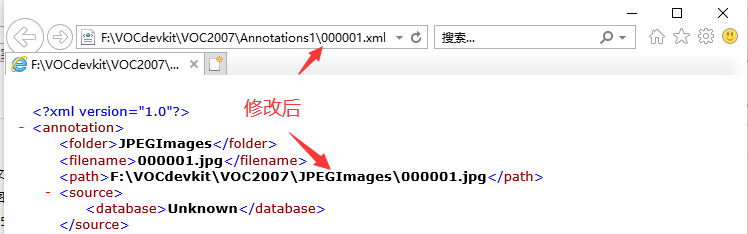 F:\VOCdevkit\VOC2007\Annotations1\000001.xml
搜索...
F:\VOCdevkit\VOC2007\...
修改后
<?xml version="1.0"?>
- <annotation>
<folder>JPEGImages</folder>
<filename>000001.jpg</filename>
<path>F:\VOCdevkit\VOC2007\JPEGImages\000001.jpg</path>
- <source>
<database>Unknown</database>
</source>